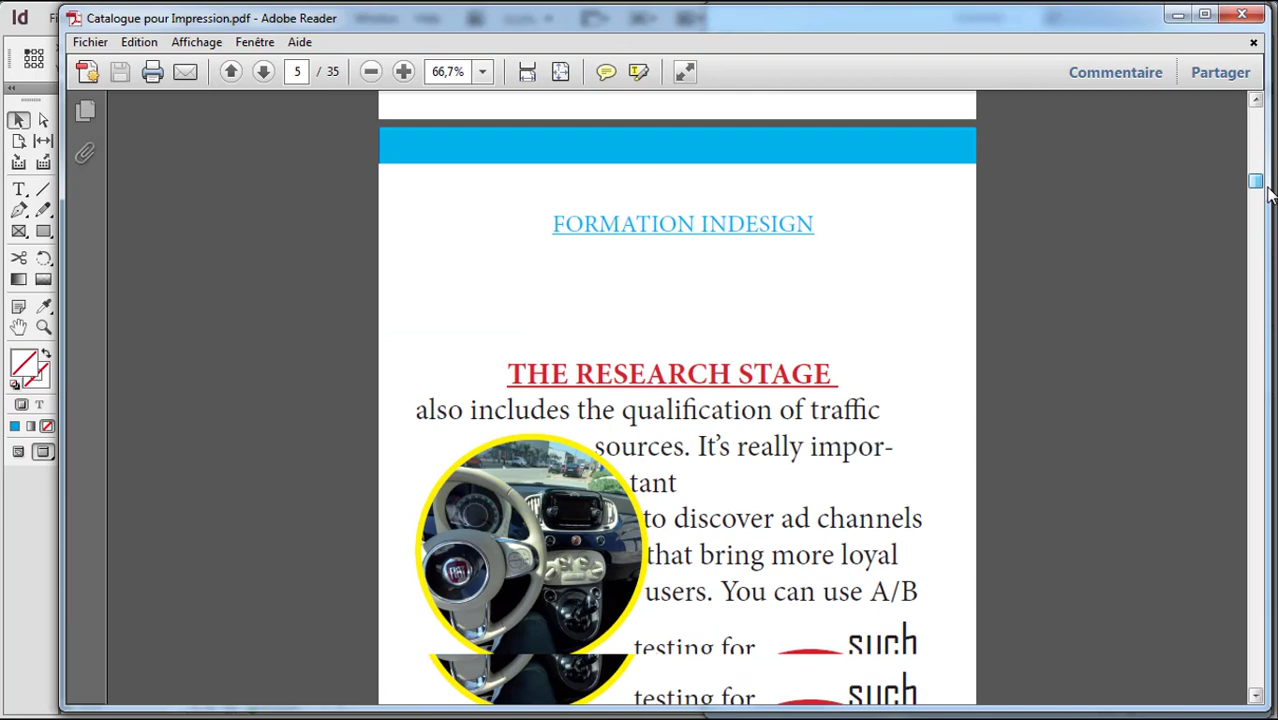 Id
Catalogue pour Impression.pdf - Adobe Reader
Fichier Edition Affichage Fenêtre Aide
5 / 35
66,7%
Commentaire Partager
FORMATION INDESIGN
THE RESEARCH STAGE
also includes the qualification of traffic
sources. It's really impor-
tant
to discover ad channels
that bring more loyal
users. You can use A/B
testing for such
testing for such